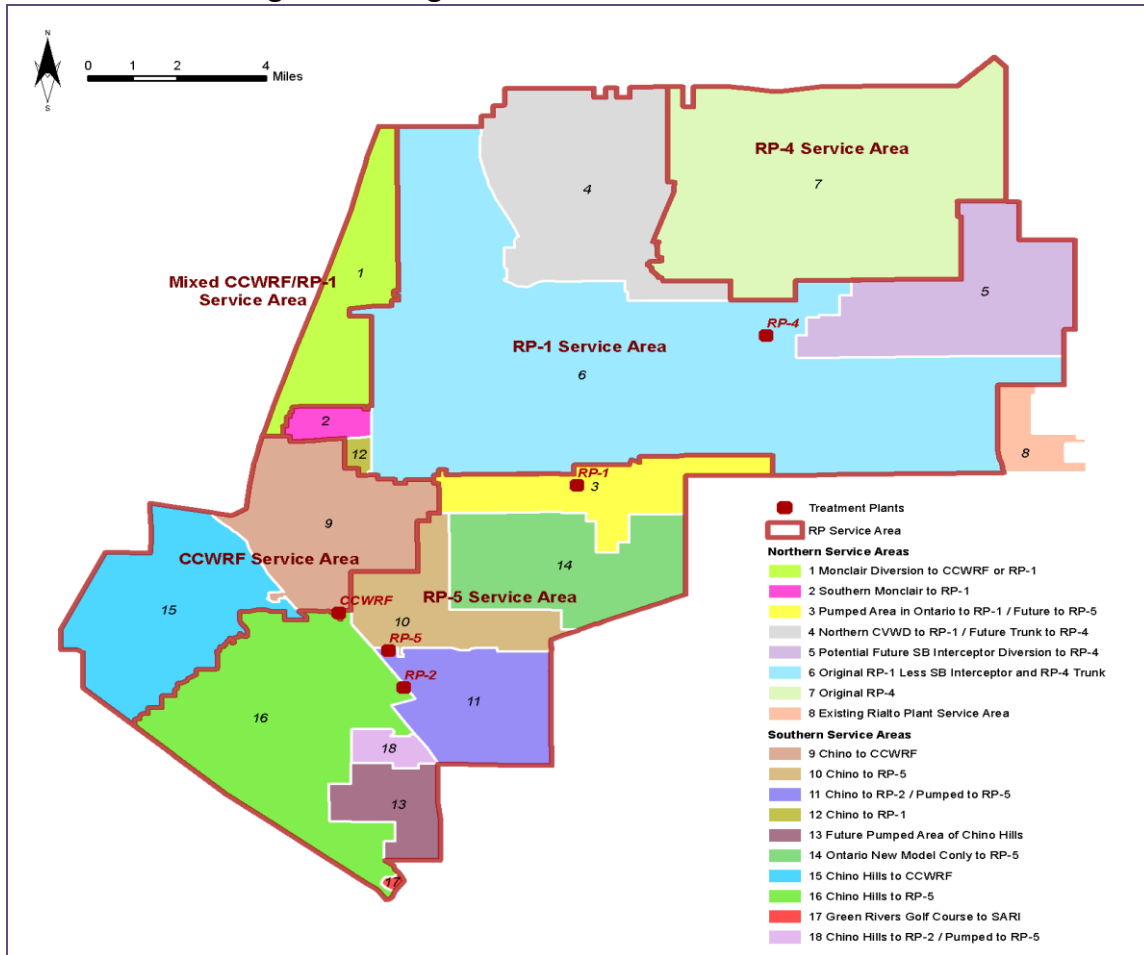 N
S
0 1 2 4
Miles
RP-4 Service Area
7
4
1
Mixed CCWRF/RP-1
Service Area
5
RP-4
RP-1 Service Area
6
2
12
8
RP-1
3
9
CCWRF Service Area
14
15
CCWRF
RP-5 Service Area
10
RP-5
RP-2
11
16
18
13
17
Treatment Plants
RP Service Area
Northern Service Areas
1 Monclair Diversion to CCWRF or RP-1
2 Southern Monclair to RP-1
3 Pumped Area in Ontario to RP-1 / Future to RP-5
4 Northern CVWD to RP-1 / Future Trunk to RP-4
5 Potential Future SB Interceptor Diversion to RP-4
6 Original RP-1 Less SB Interceptor and RP-4 Trunk
7 Original RP-4
8 Existing Rialto Plant Service Area
Southern Service Areas
9 Chino to CCWRF
10 Chino to RP-5
11 Chino to RP-2 / Pumped to RP-5
12 Chino to RP-1
13 Future Pumped Area of Chino Hills
14 Ontario New Model Conly to RP-5
15 Chino Hills to CCWRF
16 Chino Hills to RP-5
17 Green Rivers Golf Course to SARI
18 Chino Hills to RP-2 / Pumped to RP-5